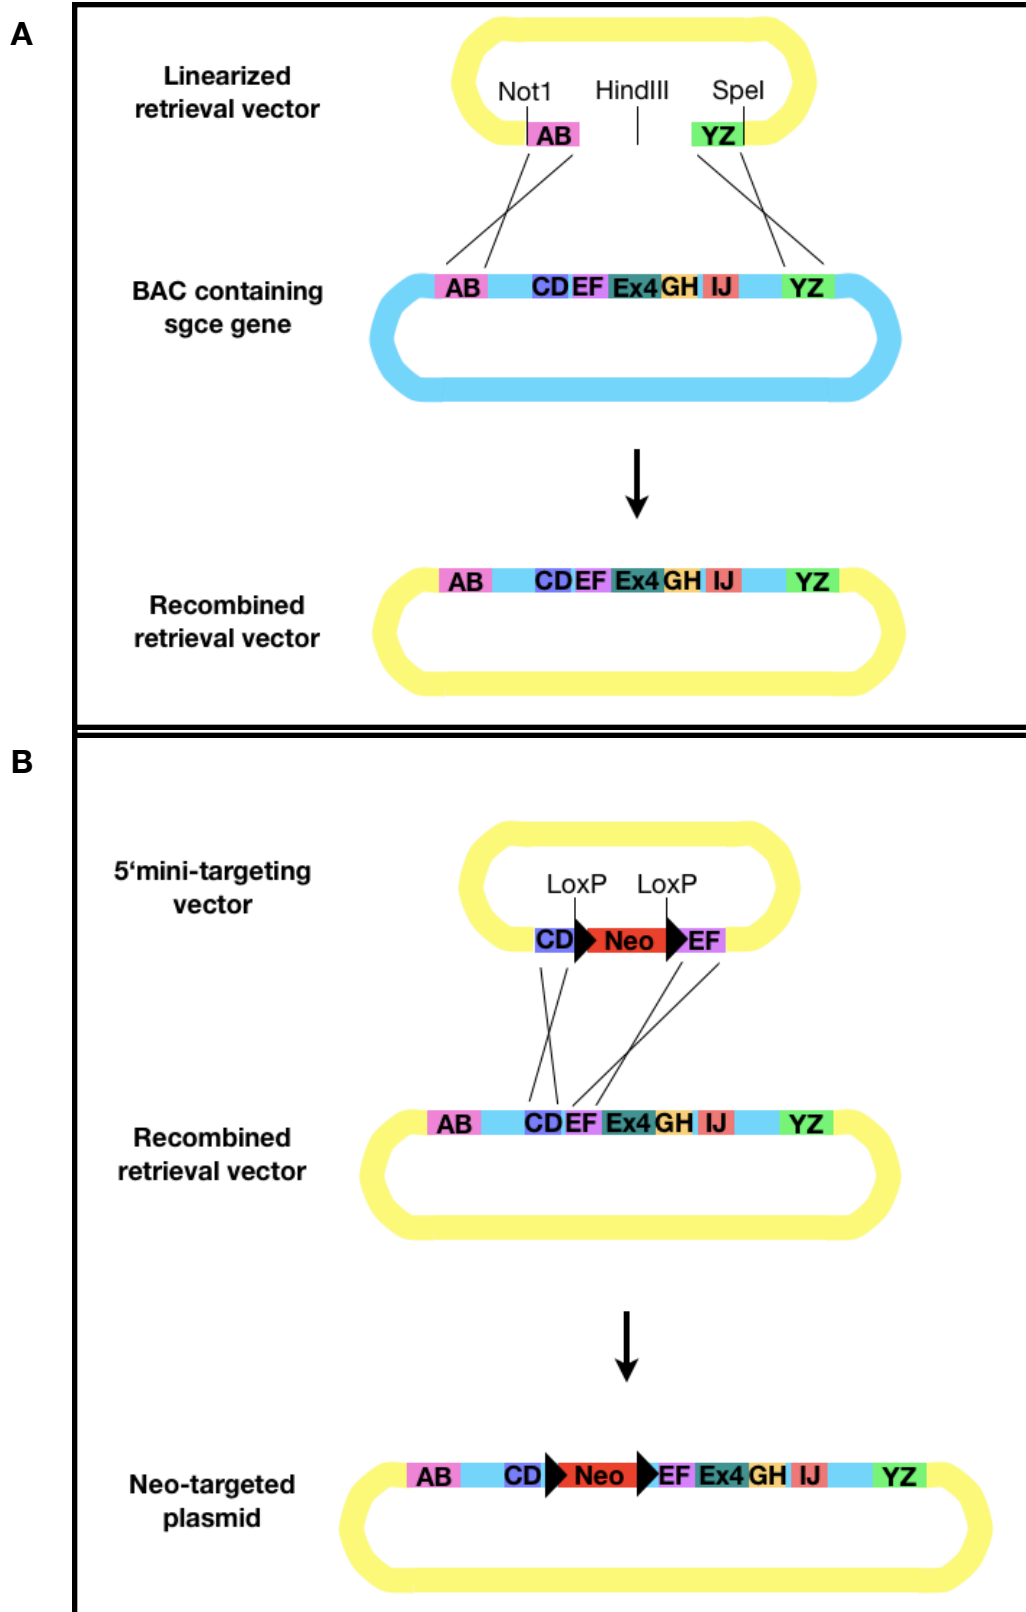 A
Linearized
retrieval vector
Not1 HindIII SpeI
AB YZ
BAC containing
sgce gene
AB CD EF Ex4 GH IJ YZ
Recombined
retrieval vector
AB CD EF Ex4 GH IJ YZ
B
5‘mini-targeting
vector
LoxP LoxP
CD Neo EF
Recombined
retrieval vector
AB CD EF Ex4 GH IJ YZ
Neo-targeted
plasmid
AB CD Neo EF Ex4 GH IJ YZ